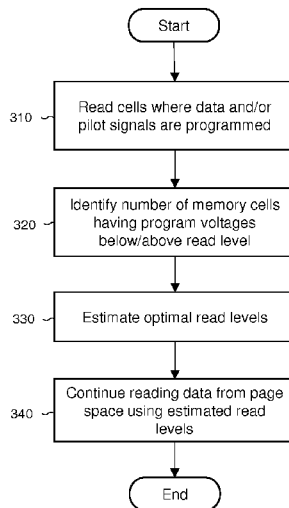 Start
310
Read cells where data and/or
pilot signals are programmed
320
Identify number of memory cells
having program voltages
below/above read level
330
Estimate optimal read levels
340
Continue reading data from page
space using estimated read
levels
End